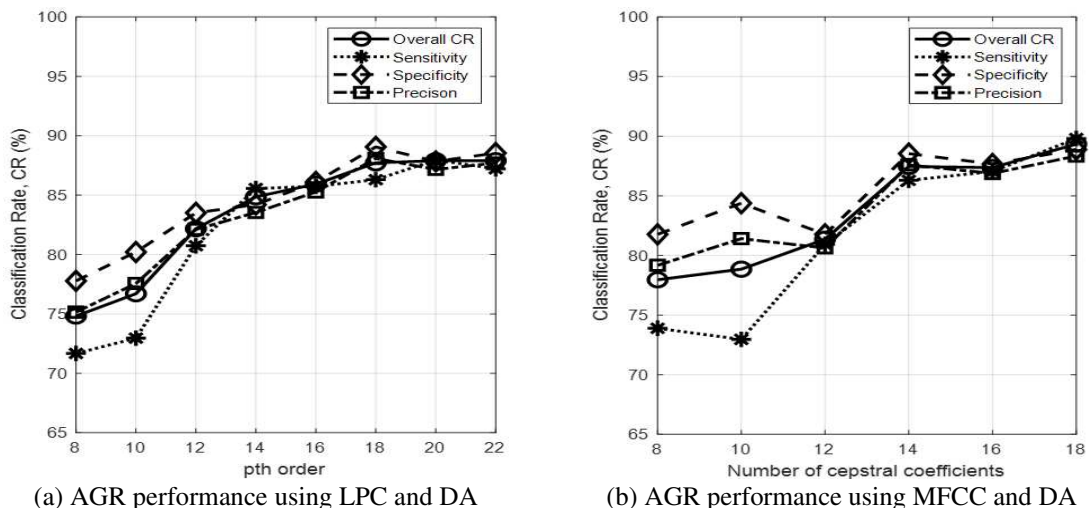 100
95
90
85
80
75
70
65
Classification Rate, CR (%)
Overall CR
Sensitivity
Specificity
Precison
8 10 12 14 16 18 20 22
pth order
(a) AGR performance using LPC and DA
100
95
90
85
80
75
70
65
Classification Rate, CR (%)
Overall CR
Sensitivity
Specificity
Precison
8 10 12 14 16 18
Number of cepstral coefficients
(b) AGR performance using MFCC and DA